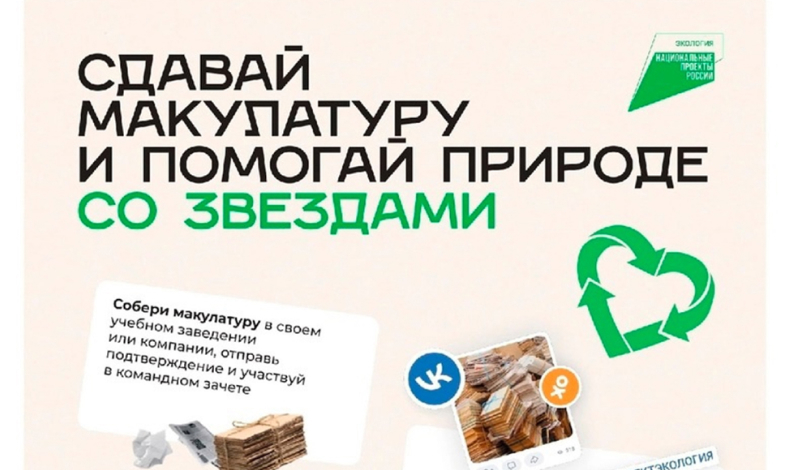 СДАВАЙ
МАКУЛАТУРУ
И ПОМОГАЙ ПРИРОДЕ
СО ЗВЕЗДАМИ
ЭКОЛОГИЯ
НАЦИОНАЛЬНЫЕ
ПРОЕКТЫ
РОССИИ
Собери макулатуру в своем
учебном заведении
или компании, отправь
подтверждение и участвуй
в командном зачете